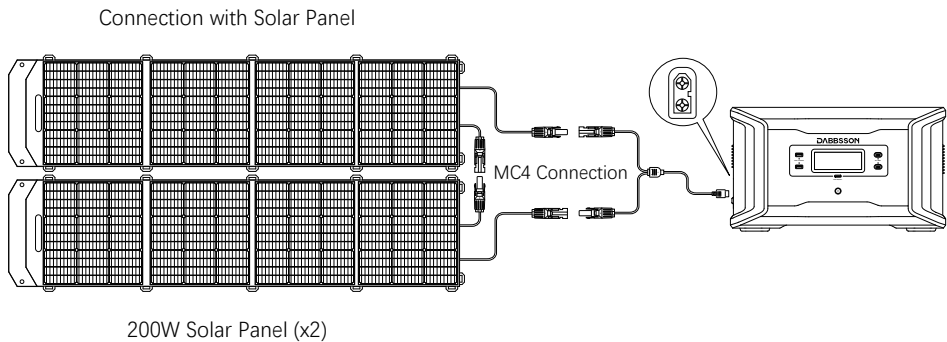 Connection with Solar Panel
MC4 Connection
DABBSSON
200W Solar Panel (x2)